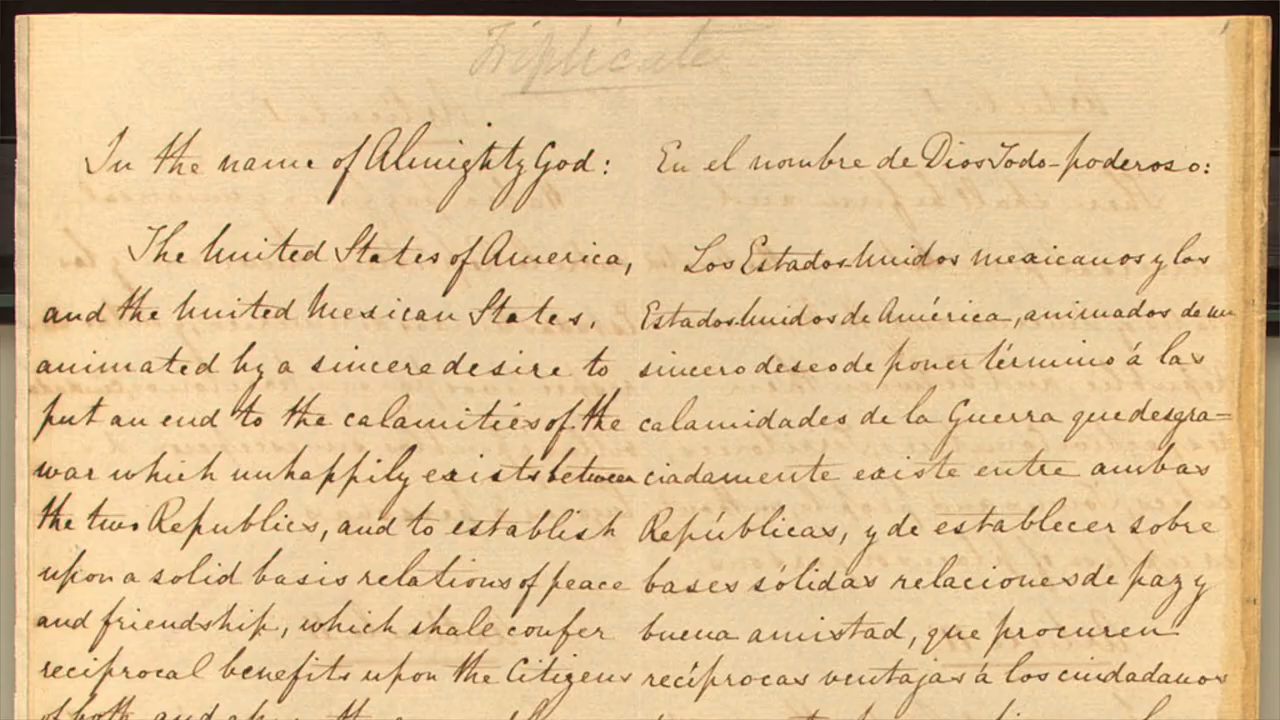 Triplicate
In the name of Almighty God:
The United States of America,
and the United Mexican States,
animated by a sincere desire to
put an end to the calamities of the
war which unhappily exists between
the two Republics, and to establish
upon a solid basis relations of peace
and friendship, which shall confer
reciprocal benefits upon the Citizens
of both, and
En el nombre de Dios Todo-poderoso:
Los Estados Unidos mexicanos y los
Estados Unidos de América, animados de un
sincero deseo de poner término á las
calamidades de la Guerra que desgra=
ciadamente existe entre ambas
Repúblicas, y de establecer sobre
bases sólidas relaciones de paz y
buena amistad, que procuren
recíprocas ventajas á los ciudadanos